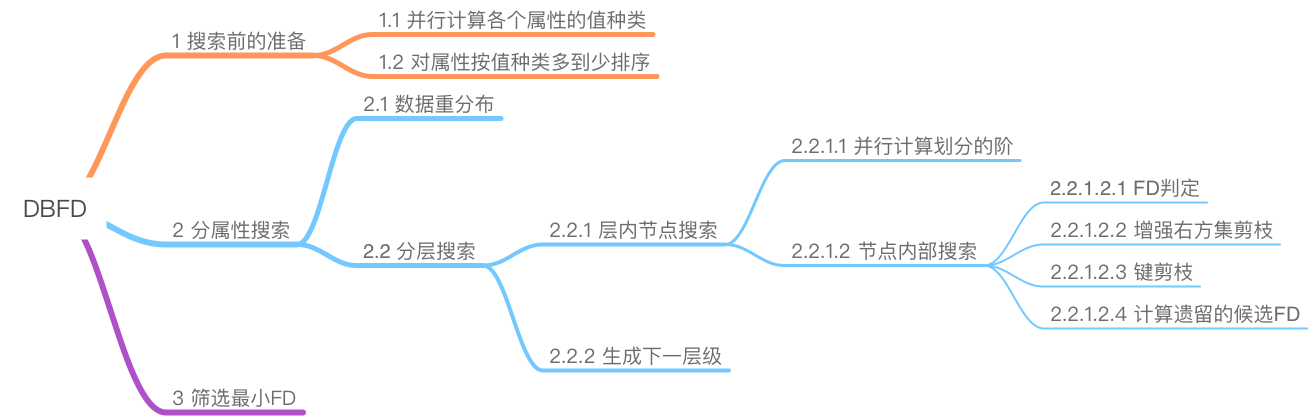 DBFD
1 搜索前的准备
1.1 并行计算各个属性的值种类
1.2 对属性按值种类多到少排序
2 分属性搜索
2.1 数据重分布
2.2 分层搜索
2.2.1 层内节点搜索
2.2.1.1 并行计算划分的阶
2.2.1.2 节点内部搜索
2.2.1.2.1 FD判定
2.2.1.2.2 增强右方集剪枝
2.2.1.2.3 键剪枝
2.2.1.2.4 计算遗留的候选FD
2.2.2 生成下一层级
3 筛选最小FD